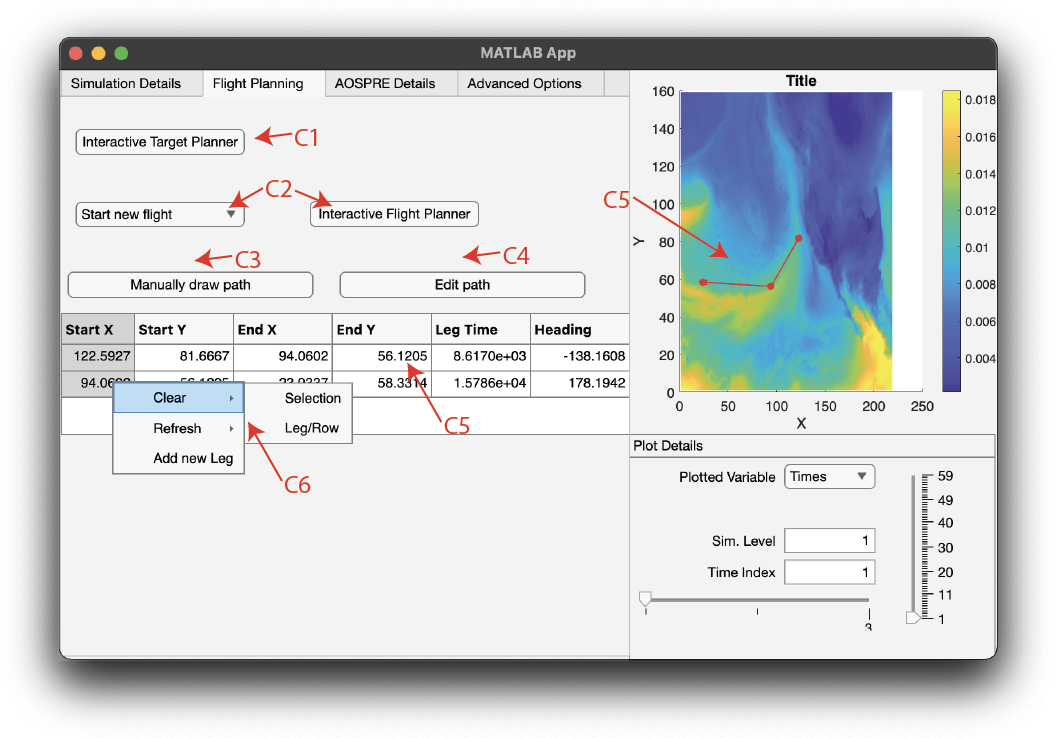 MATLAB App
Simulation Details Flight Planning AOSPRE Details Advanced Options
Interactive Target Planner
C1
C2
Start new flight
Interactive Flight Planner
C3
C4
Manually draw path
Edit path
Start X Start Y End X End Y Leg Time Heading
122.5927 81.6667 94.0602 56.1205 8.6170e+03 -138.1608
94.0602 58.3314 1.5786e+04 178.1942
Clear
Selection
Refresh
Leg/Row
Add new Leg
C5
C6
Title
160
140
120
100
80
60
40
20
0
Y
0 50 100 150 200 250
X
C5
0.018
0.016
0.014
0.012
0.01
0.008
0.006
0.004
Plot Details
Plotted Variable Times
Sim. Level 1
Time Index 1
3
59
49
40
30
20
11
1